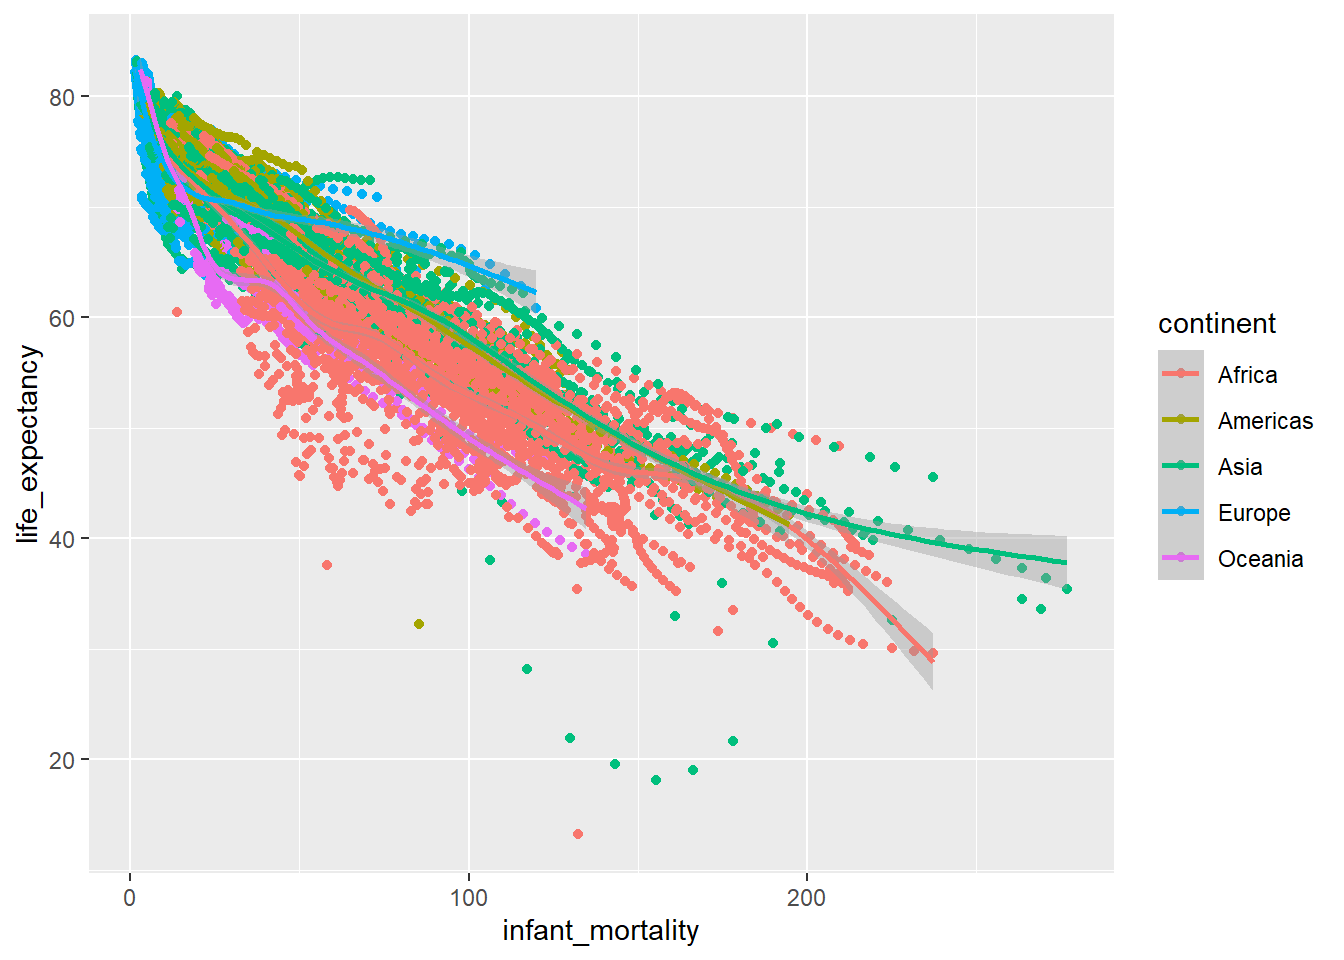 80
60
40
20
life_expectancy
0
100
200
infant_mortality
continent
Africa
Americas
Asia
Europe
Oceania